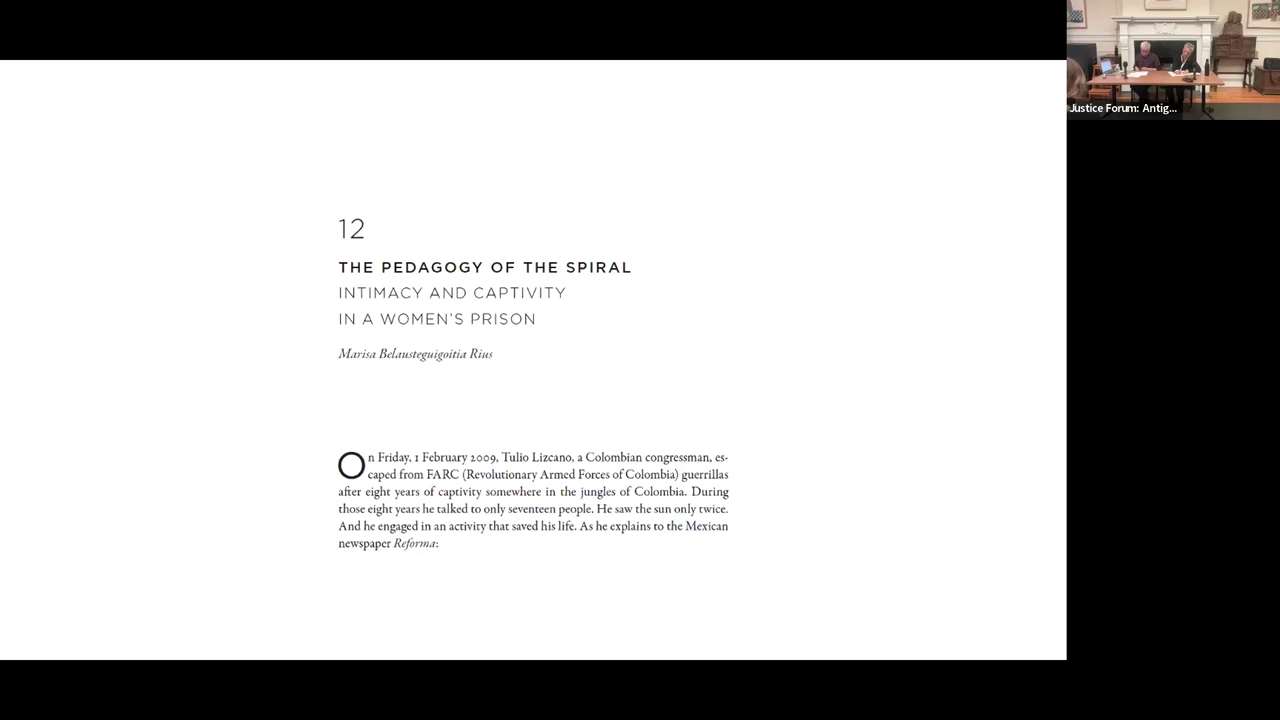 12
THE PEDAGOGY OF THE SPIRAL
INTIMACY AND CAPTIVITY
IN A WOMEN'S PRISON
Marisa Belausteguigoitia Rius
On Friday, 1 February 2009, Tulio Lizcano, a Colombian congressman, es-
caped from FARC (Revolutionary Armed Forces of Colombia) guerrillas
after eight years of captivity somewhere in the jungles of Colombia. During
those eight years he talked to only seventeen people. He saw the sun only twice.
And he engaged in an activity that saved his life. As he explains to the Mexican
newspaper Reforma:
Justice Forum: Antig...